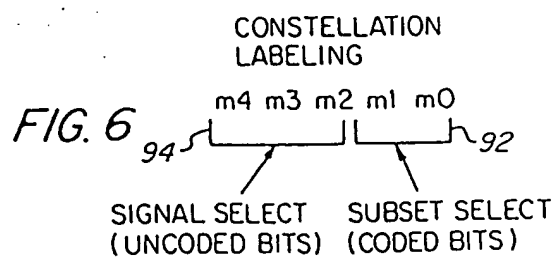 CONSTELLATION
LABELING
m4 m3 m2 m1 m0
FIG. 6
94
92
SIGNAL SELECT
(UNCODED BITS)
SUBSET SELECT
(CODED BITS)